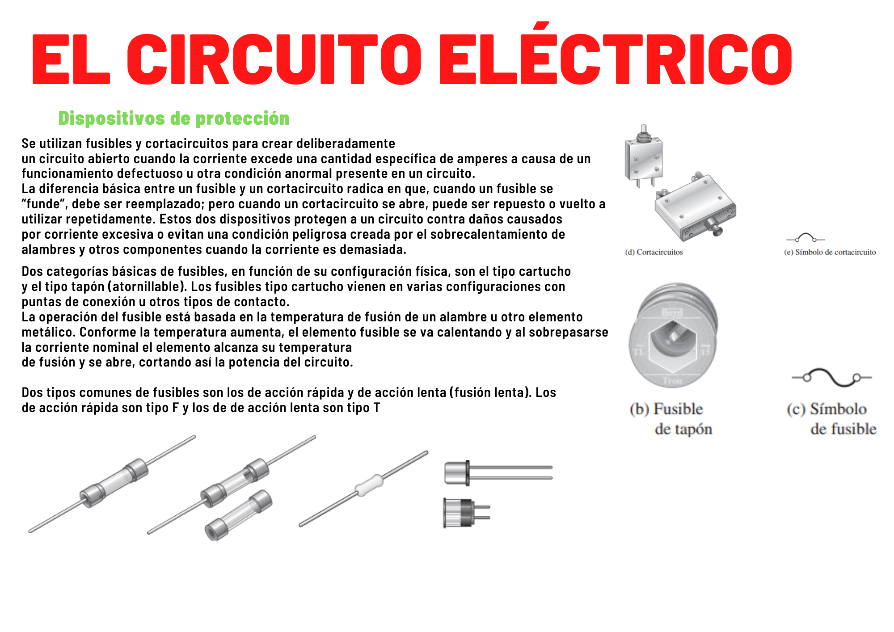 EL CIRCUITO ELÉCTRICO
Dispositivos de protección
Se utilizan fusibles y cortacircuitos para crear deliberadamente
un circuito abierto cuando la corriente excede una cantidad específica de amperes a causa de un
funcionamiento defectuoso u otra condición anormal presente en un circuito.
La diferencia básica entre un fusible y un cortacircuito radica en que, cuando un fusible se
“funde”, debe ser reemplazado; pero cuando un cortacircuito se abre, puede ser repuesto o vuelto a
utilizar repetidamente. Estos dos dispositivos protegen a un circuito contra daños causados
por corriente excesiva o evitan una condición peligrosa creada por el sobrecalentamiento de
alambres y otros componentes cuando la corriente es demasiada.
Dos categorías básicas de fusibles, en función de su configuración física, son el tipo cartucho
y el tipo tapón (atornillable). Los fusibles tipo cartucho vienen en varias configuraciones con
puntas de conexión u otros tipos de contacto.
La operación del fusible está basada en la temperatura de fusión de un alambre u otro elemento
metálico. Conforme la temperatura aumenta, el elemento fusible se va calentando y al sobrepasarse
la corriente nominal el elemento alcanza su temperatura
de fusión y se abre, cortando así la potencia del circuito.
Dos tipos comunes de fusibles son los de acción rápida y de acción lenta (fusión lenta). Los
de acción rápida son tipo F y los de de acción lenta son tipo T
(d) Cortacircuitos
(e) Símbolo de cortacircuito
TL
15
Tron
(b) Fusible
de tapón
(c) Símbolo
de fusible